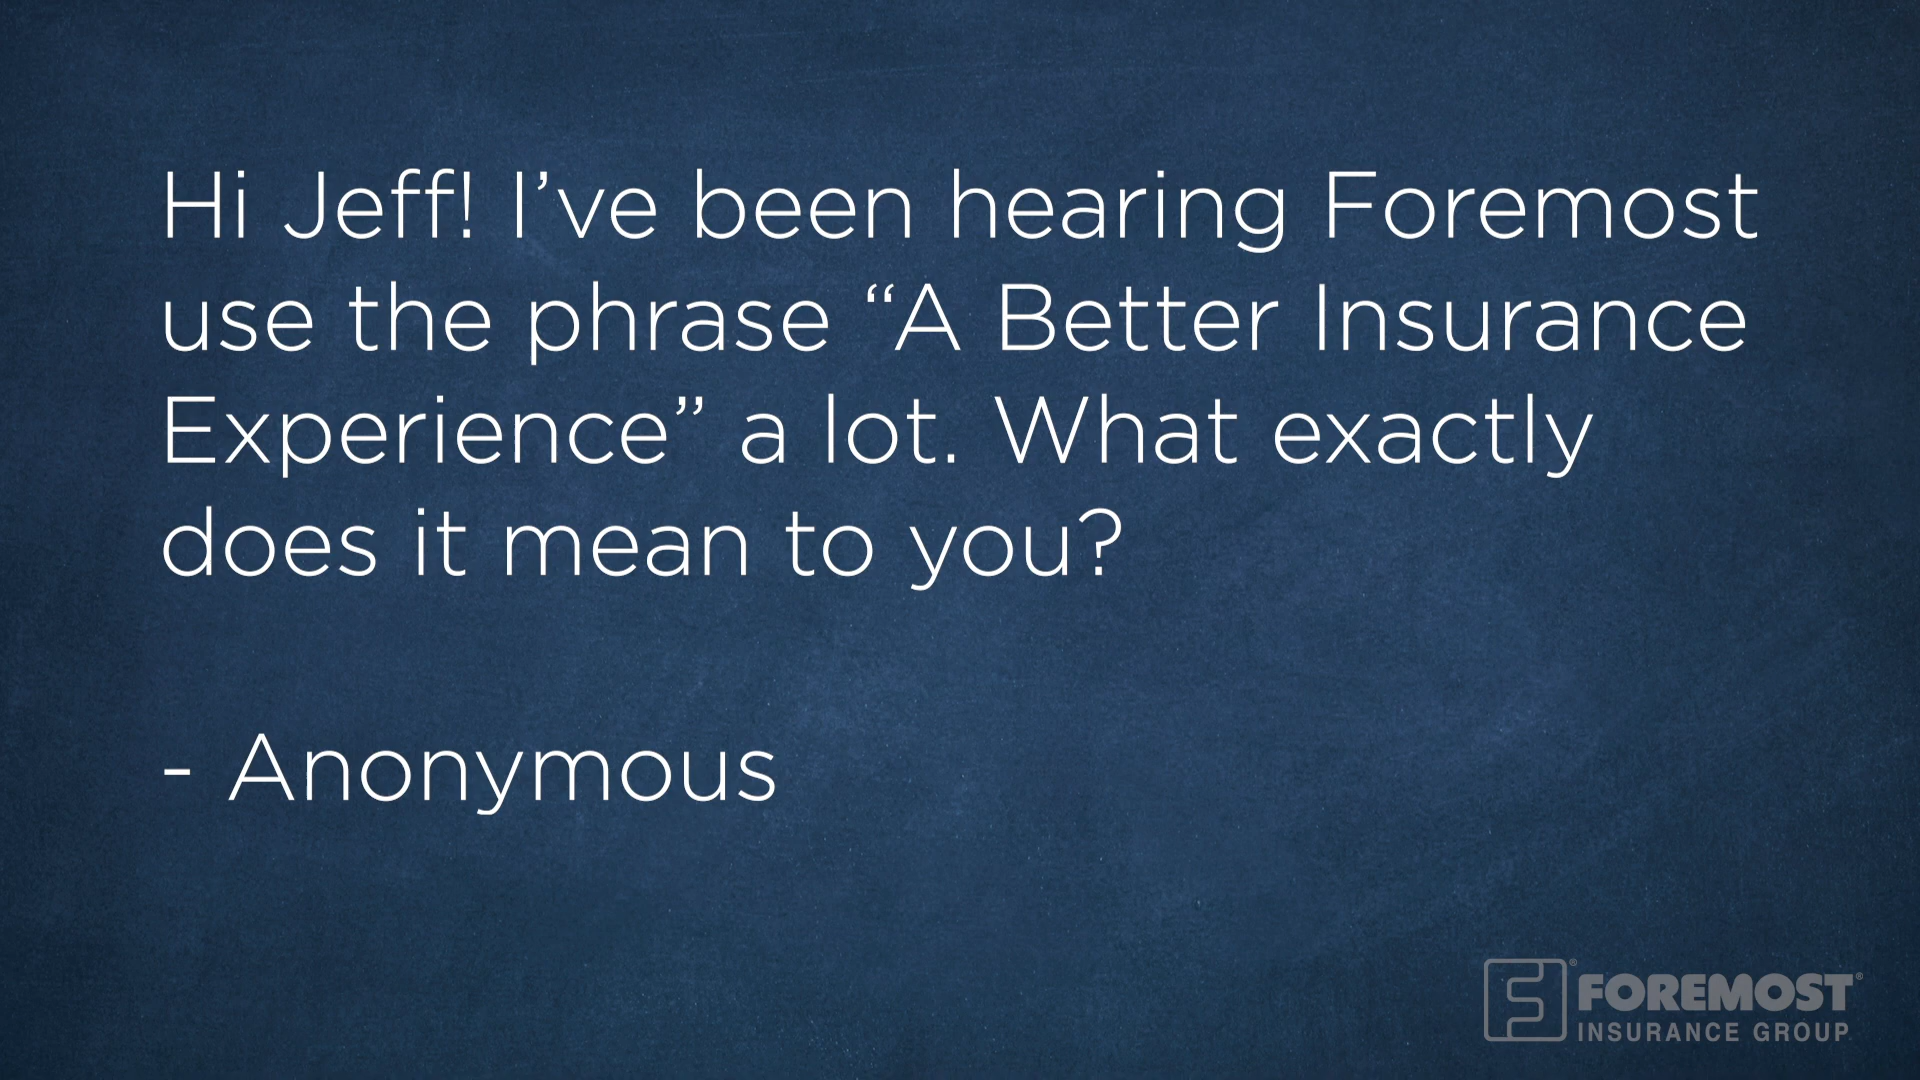 Hi Jeff! I’ve been hearing Foremost
use the phrase “A Better Insurance
Experience” a lot. What exactly
does it mean to you?
- Anonymous
FOREMOST®
INSURANCE GROUP